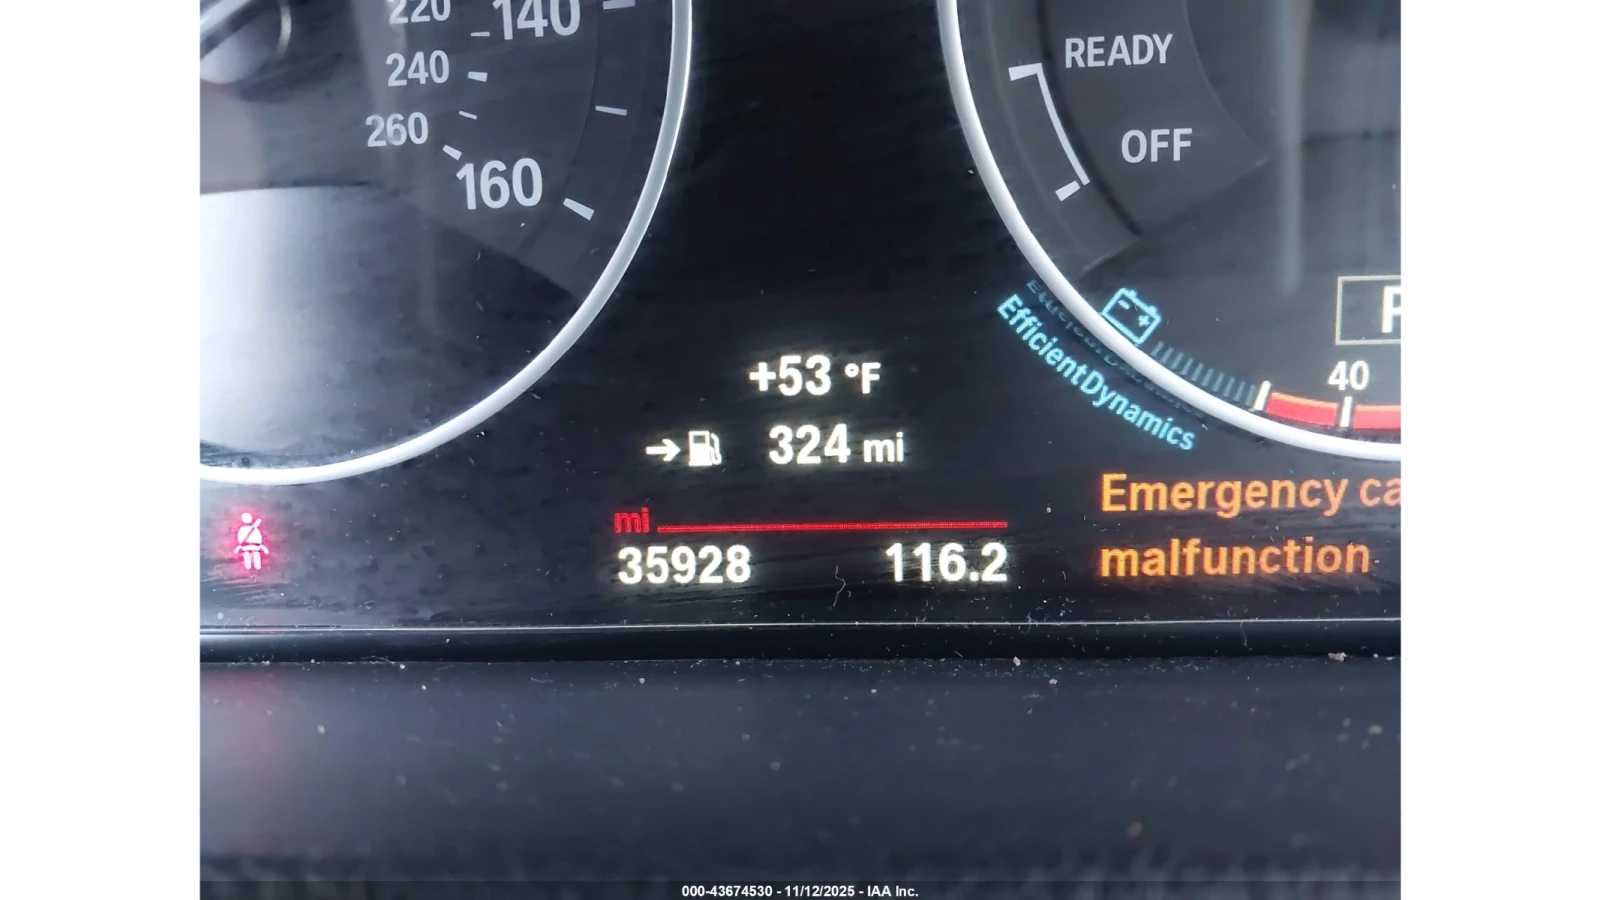 220
140
240
260
160
READY
OFF
EfficientDynamics
40
+53 °F
324 mi
mi
35928
116.2
Emergency ca
malfunction
000-43674530 - 11/12/2025 - IAA Inc.